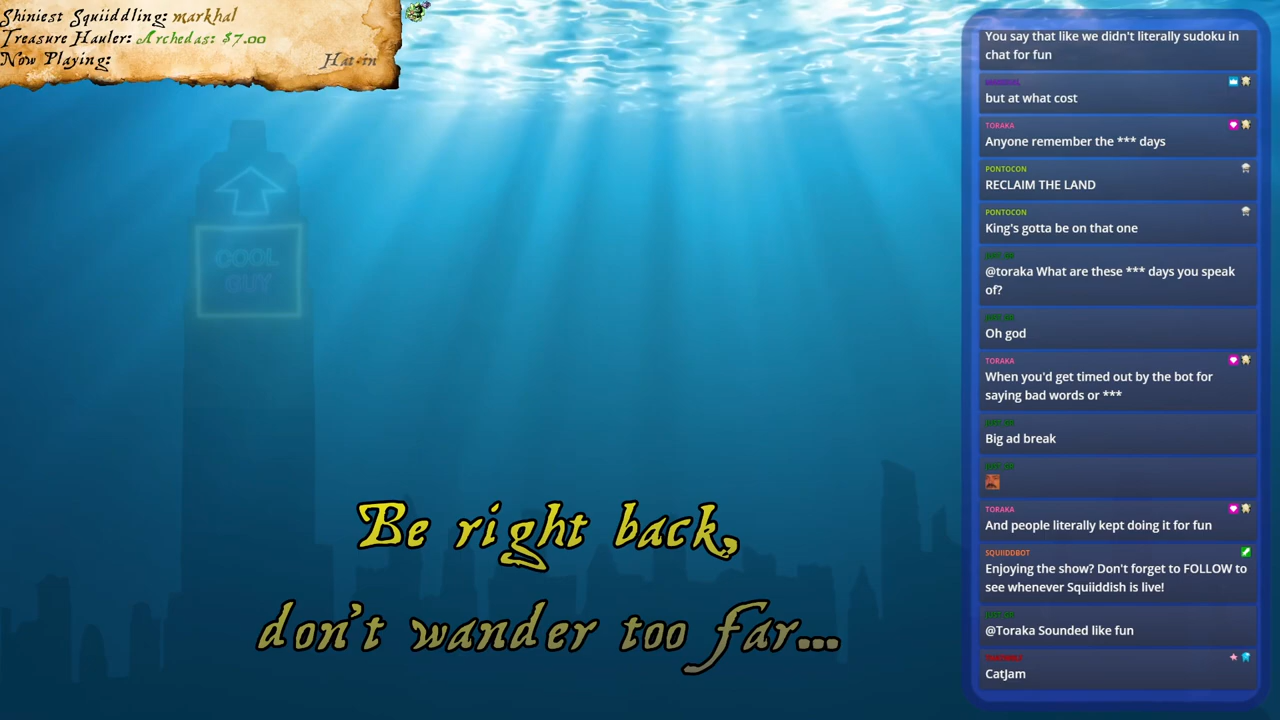 Shiniest Squiiddling: markhal
Treasure Hauler: Archedas: $7.00
Now Playing:
COOL
GUY
Be right back,
don't wander too far...
You say that like we didn't literally sudoku in
chat for fun
but at what cost
TORAKA
Anyone remember the *** days
PONTOCON
RECLAIM THE LAND
PONTOCON
King's gotta be on that one
@toraka What are these *** days you speak
of?
Oh god
TORAKA
When you'd get timed out by the bot for
saying bad words or ***
Big ad break
TORAKA
And people literally kept doing it for fun
SQUIIDDBOT
Enjoying the show? Don't forget to FOLLOW to
see whenever Squiiddish is live!
@Toraka Sounded like fun
CatJam